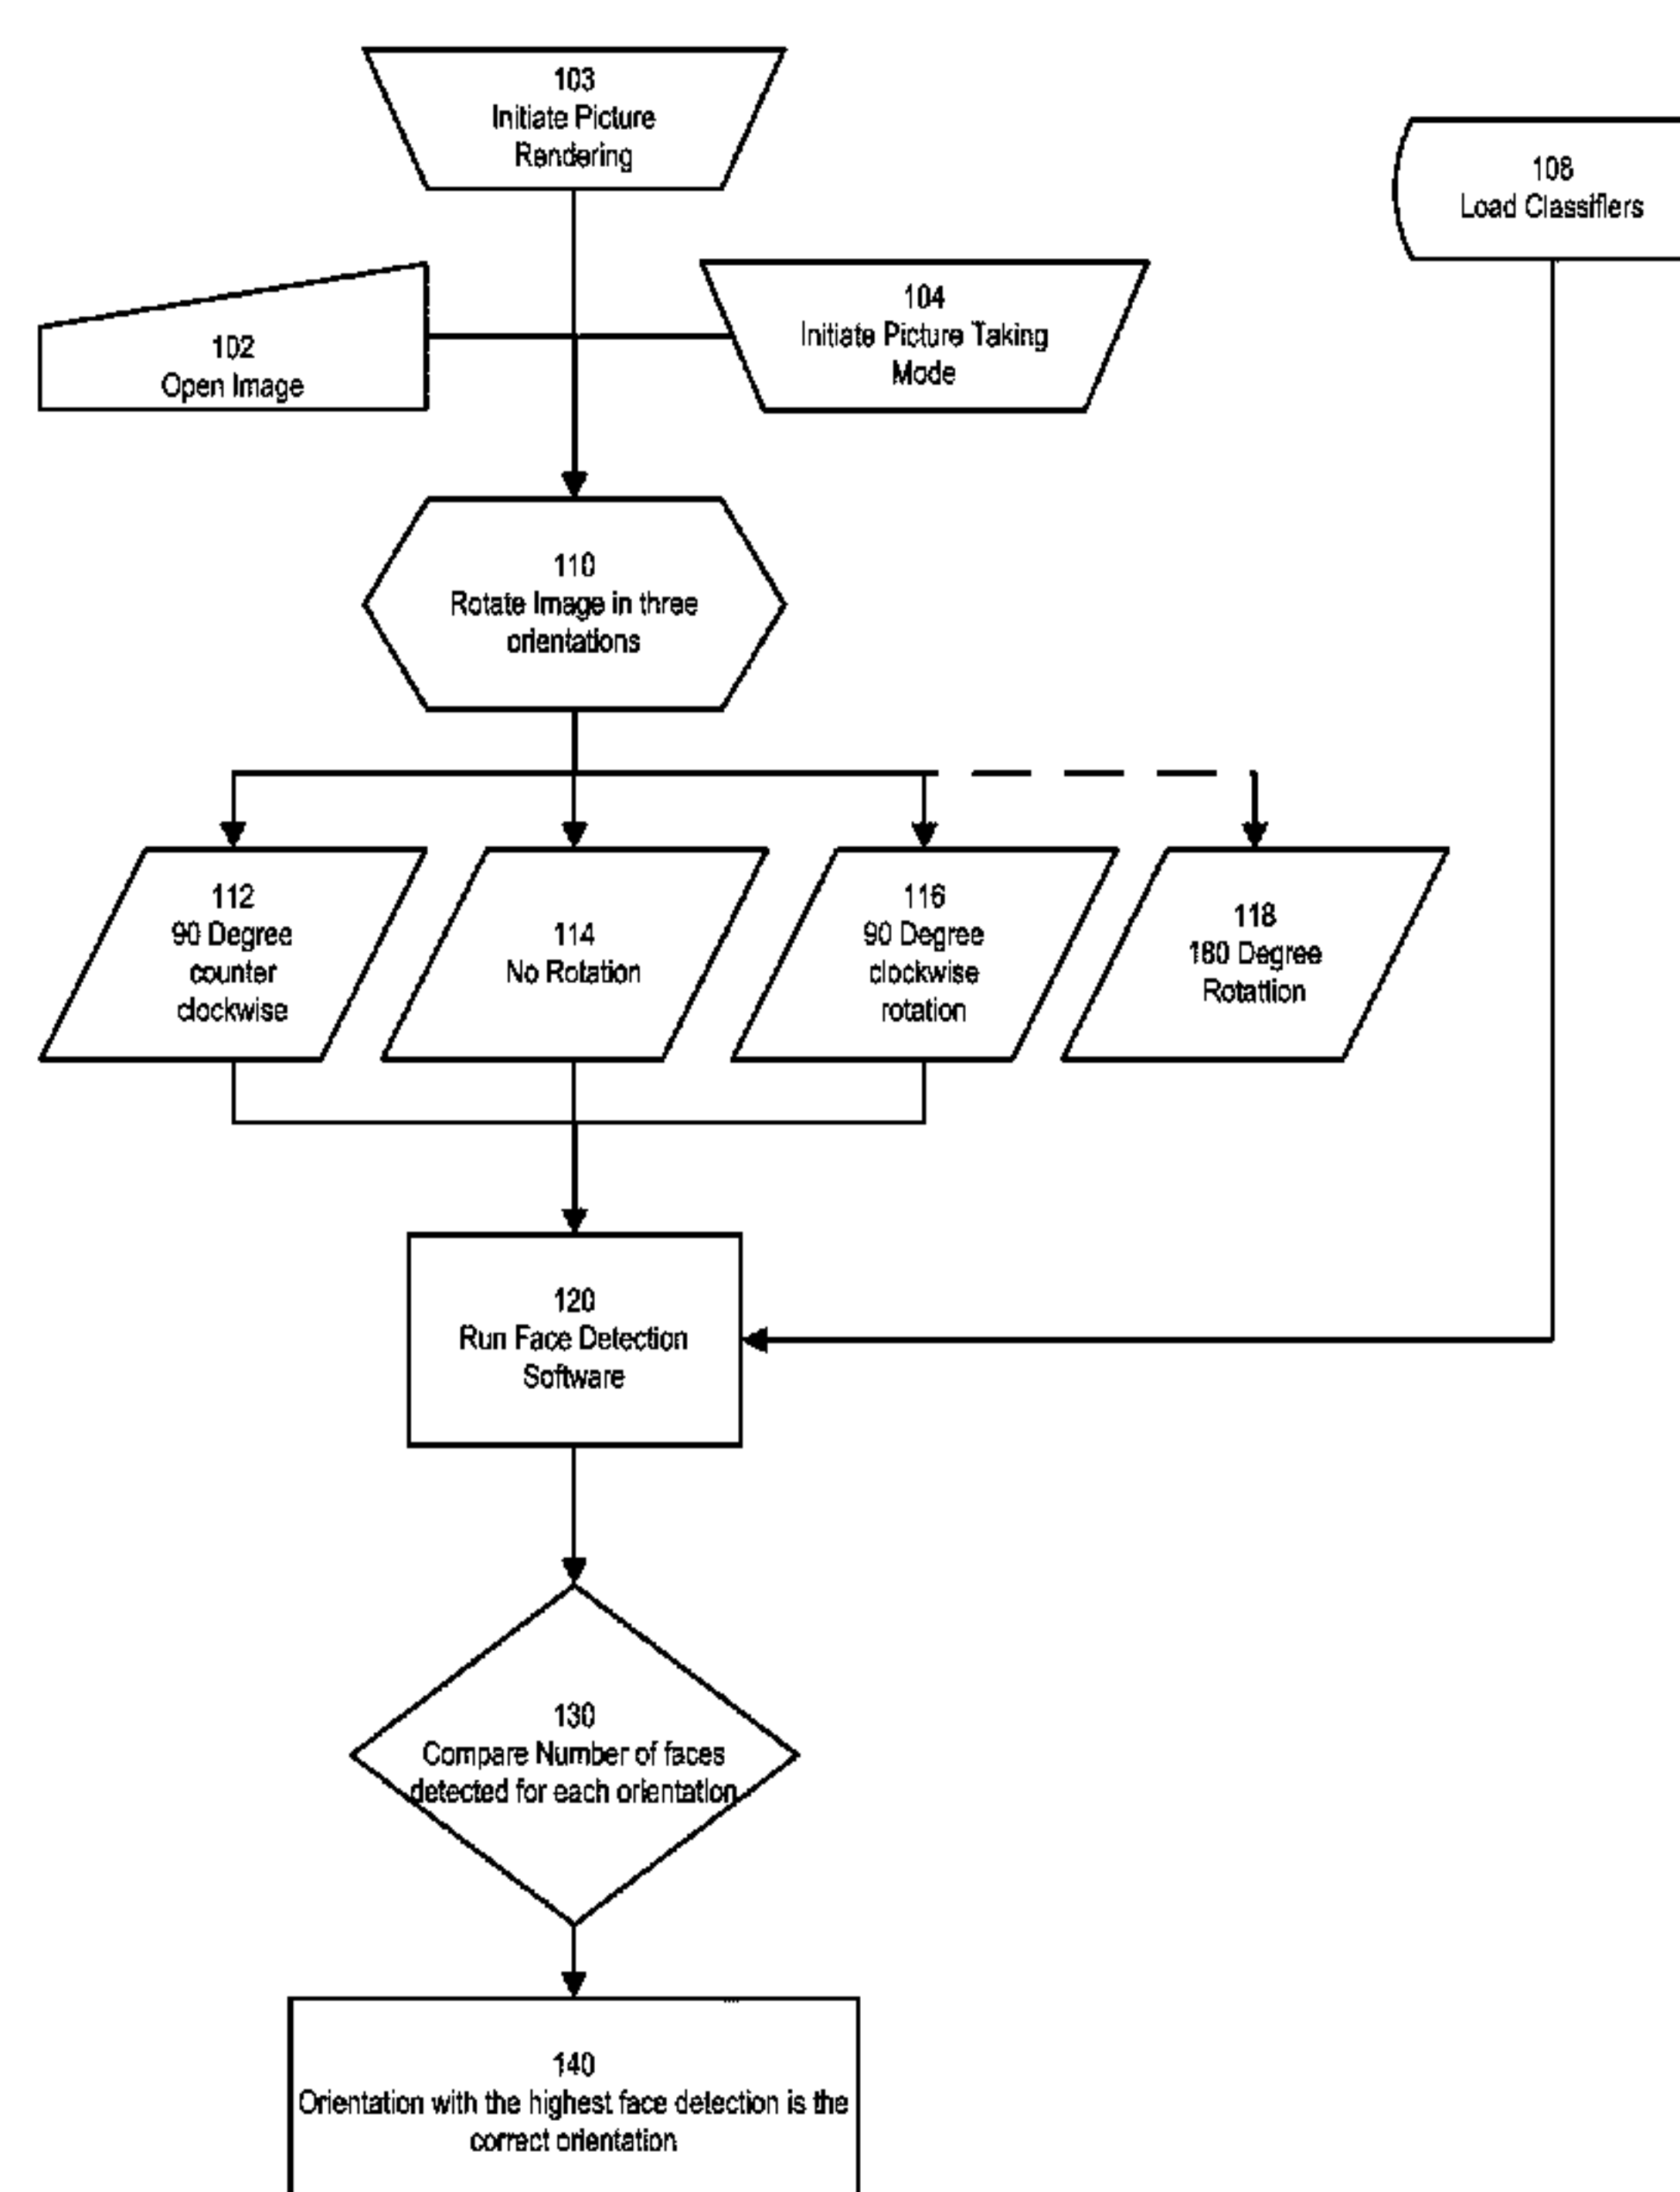 103
Initiate Picture
Rendering
108
Load Classifiers
102
Open Image
104
Initiate Picture Taking
Mode
110
Rotate Image in three
orientations
112
90 Degree
counter
clockwise
114
No Rotation
116
90 Degree
clockwise
rotation
118
180 Degree
Rotattion
120
Run Face Detection
Software
130
Compare Number of faces
detected for each orientation
140
Orientation with the highest face detection is the
correct orientation